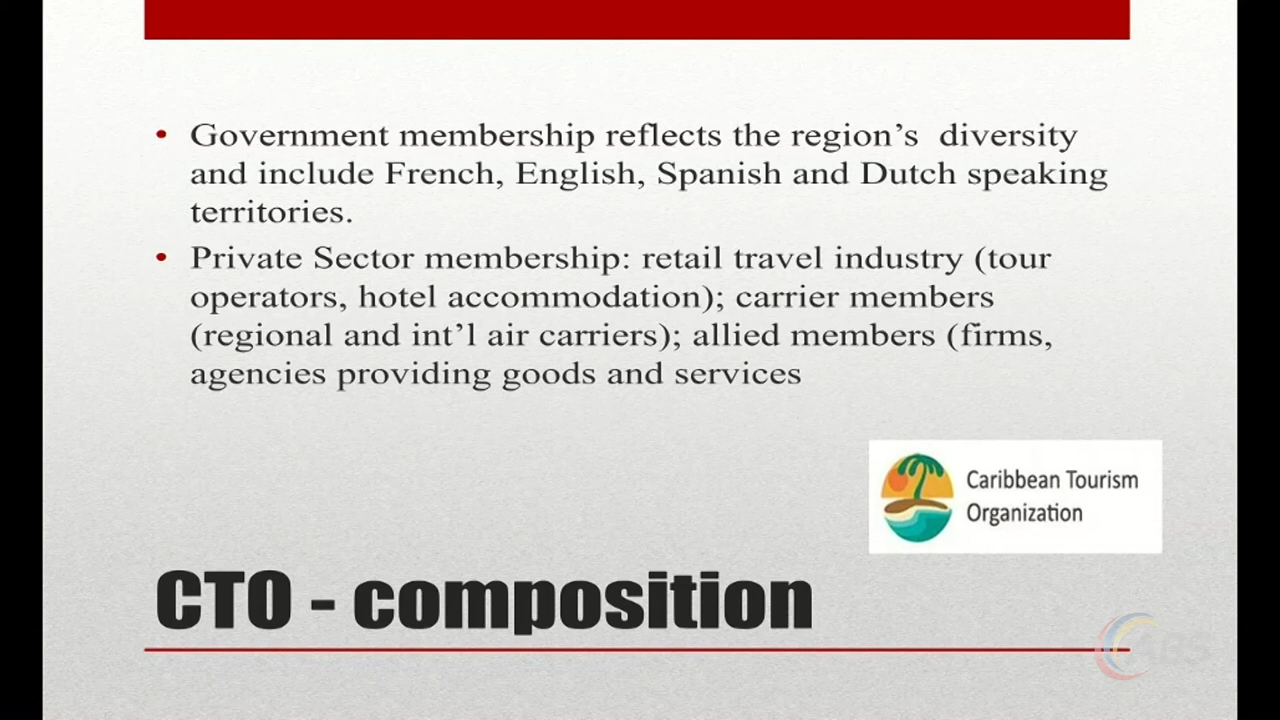 • Government membership reflects the region’s  diversity
and include French, English, Spanish and Dutch speaking
territories.
• Private Sector membership: retail travel industry (tour
operators, hotel accommodation); carrier members
(regional and int’l air carriers); allied members (firms,
agencies providing goods and services
Caribbean Tourism
Organization
CTO - composition
ABS